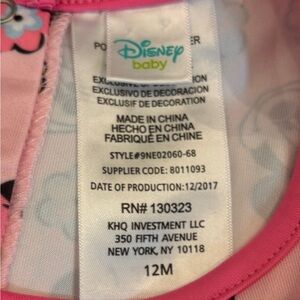 Disney
baby
PO ER
EXCLUSIVE OF DECORATION
EXCLUSIVO DE DECORACION
EXCLUSIF DE DECORATION
MADE IN CHINA
HECHO EN CHINA
FABRIQUÉ EN CHINE
STYLE#9NE02060-68
SUPPLIER CODE: 8011093
DATE OF PRODUCTION: 12/2017
RN# 130323
KHQ INVESTMENT LLC
350 FIFTH AVENUE
NEW YORK, NY 10118
12M